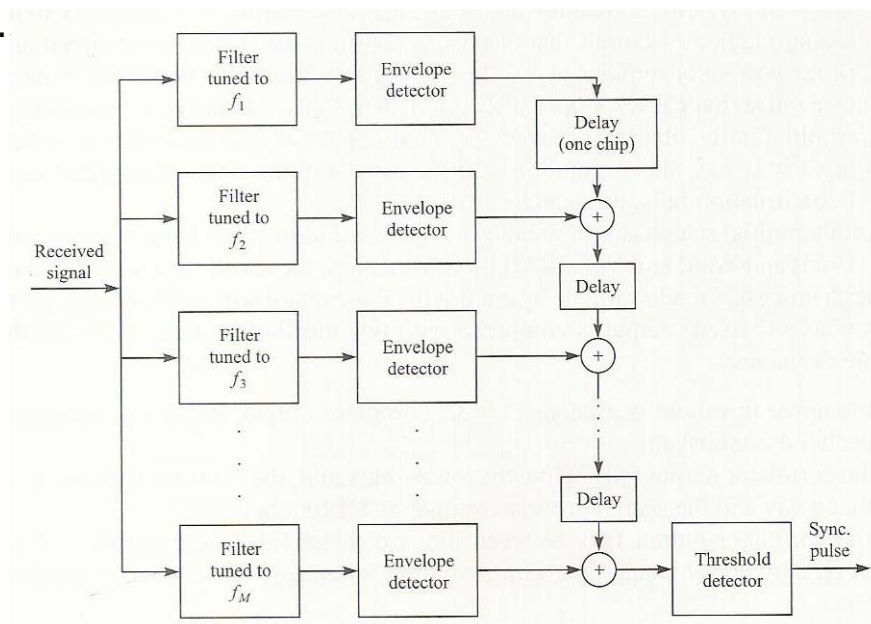 Filter
tuned to
f1
Envelope
detector
Delay
(one chip)
Filter
tuned to
f2
Envelope
detector
+
Received
signal
Delay
Filter
tuned to
f3
Envelope
detector
+
Delay
Filter
tuned to
fM
Envelope
detector
+
Threshold
detector
Sync.
pulse